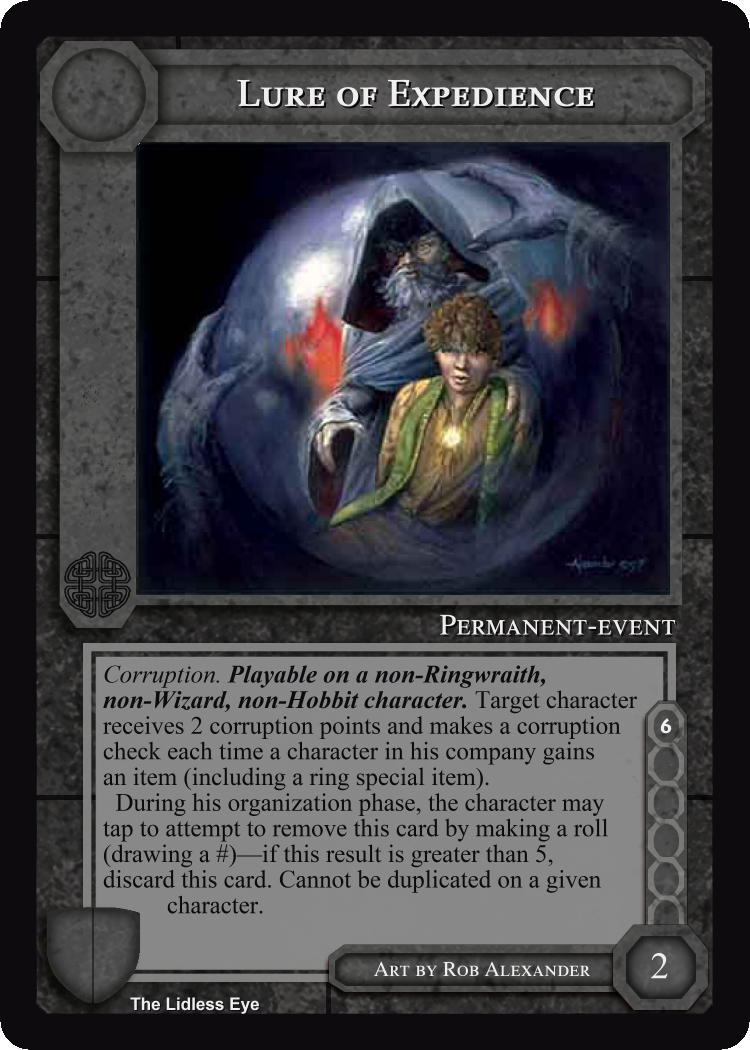 Lure of Expedience
Permanent-event
Corruption. Playable on a non-Ringwraith,
non-Wizard, non-Hobbit character. Target character
receives 2 corruption points and makes a corruption
check each time a character in his company gains
an item (including a ring special item).
During his organization phase, the character may
tap to attempt to remove this card by making a roll
(drawing a #)—if this result is greater than 5,
discard this card. Cannot be duplicated on a given
character.
6
Art by Rob Alexander
2
The Lidless Eye